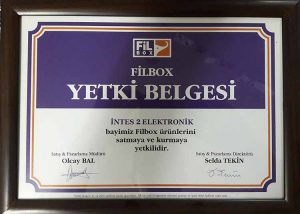 FiL
BOX
FİLBOX
YETKİ BELGESİ
İNTES 2 ELEKTRONİK
bayimiz Filbox ürünlerini
satmaya ve kurmaya
yetkilidir.
Satış & Pazarlama Müdürü
Olcay BAL
Satış & Pazarlama Direktörü
Selda TEKİN